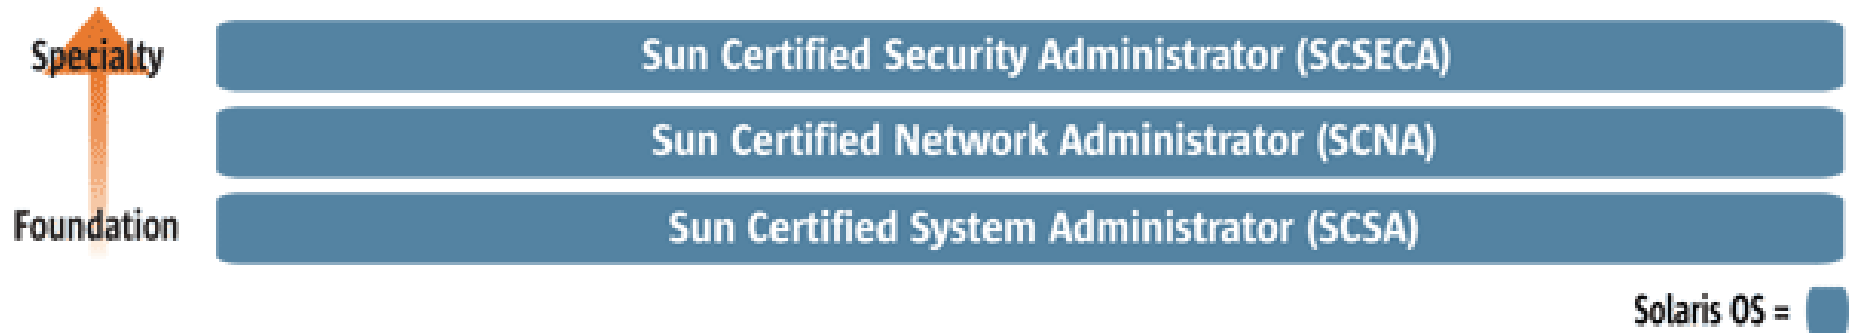 Specialty
Sun Certified Security Administrator (SCSECA)
Sun Certified Network Administrator (SCNA)
Foundation
Sun Certified System Administrator (SCSA)
Solaris OS =